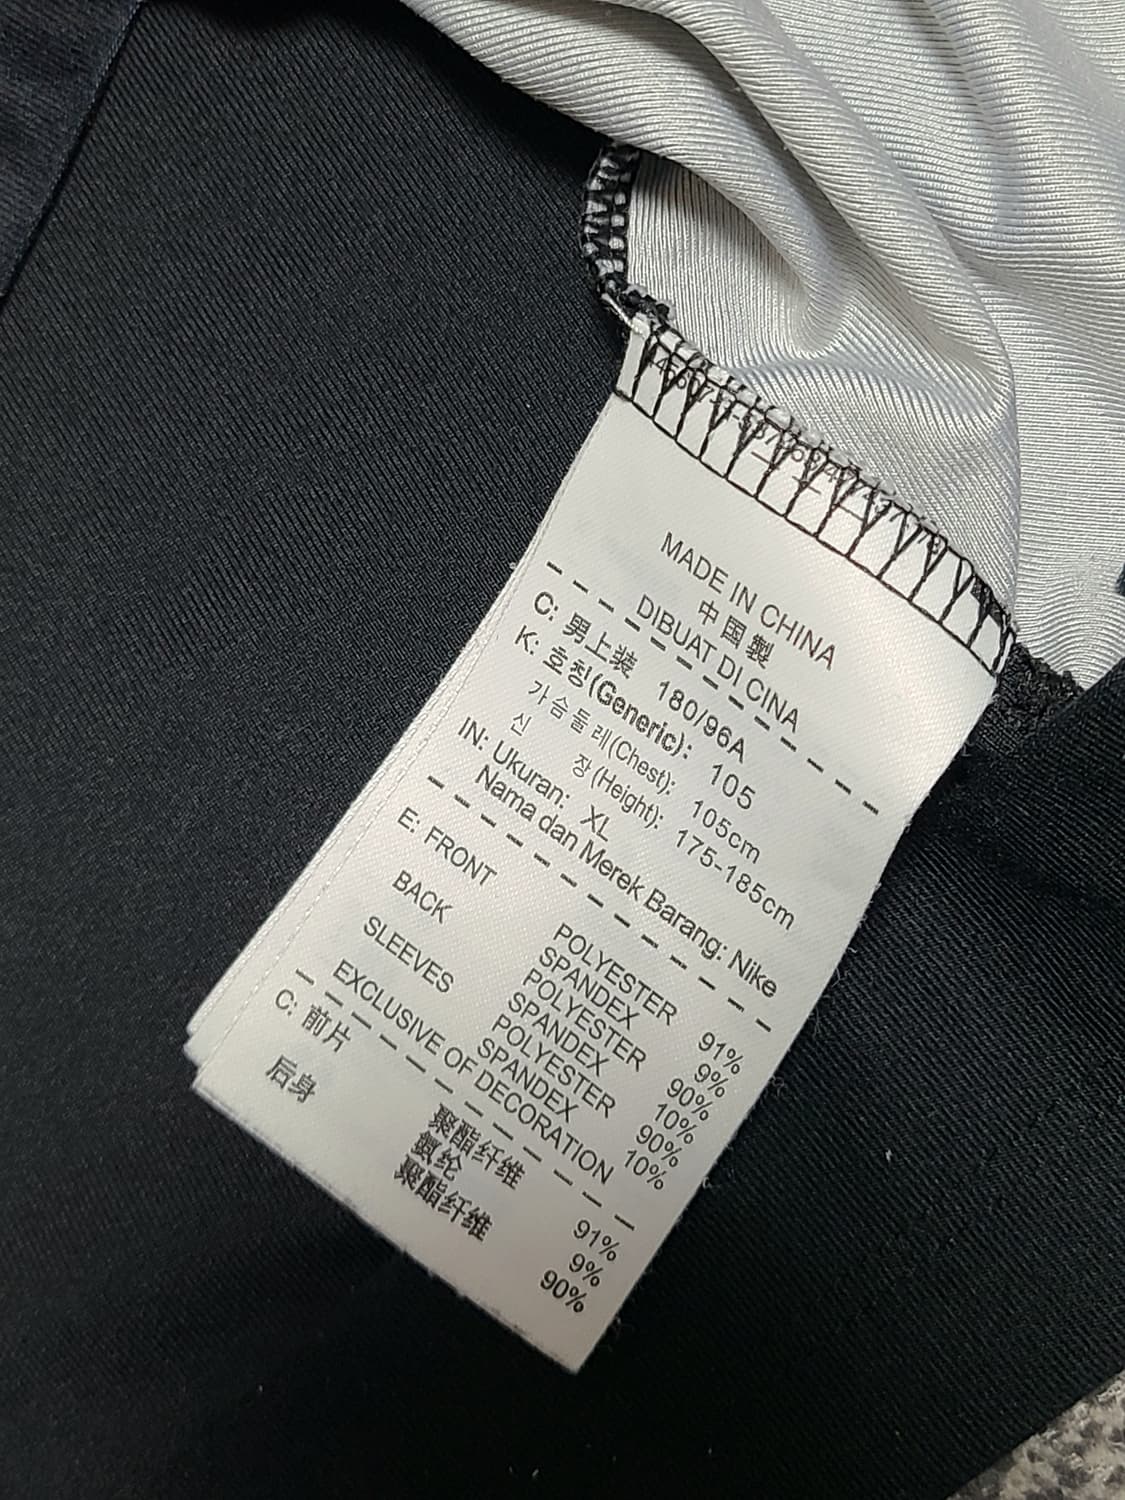 MADE IN CHINA
中国製
DIBUAT DI CINA
C: 男上装 180/96A
K: 호칭(Generic): 105
가슴둘레(Chest): 105cm
신 장(Height): 175-185cm
IN: Ukuran: XL
Nama dan Merek Barang: Nike
E: FRONT POLYESTER 91%
SPANDEX 9%
BACK POLYESTER 90%
SPANDEX 10%
SLEEVES POLYESTER 90%
SPANDEX 10%
EXCLUSIVE OF DECORATION
C: 前片 聚酯纤维 91%
氨纶 9%
后身 聚酯纤维 90%